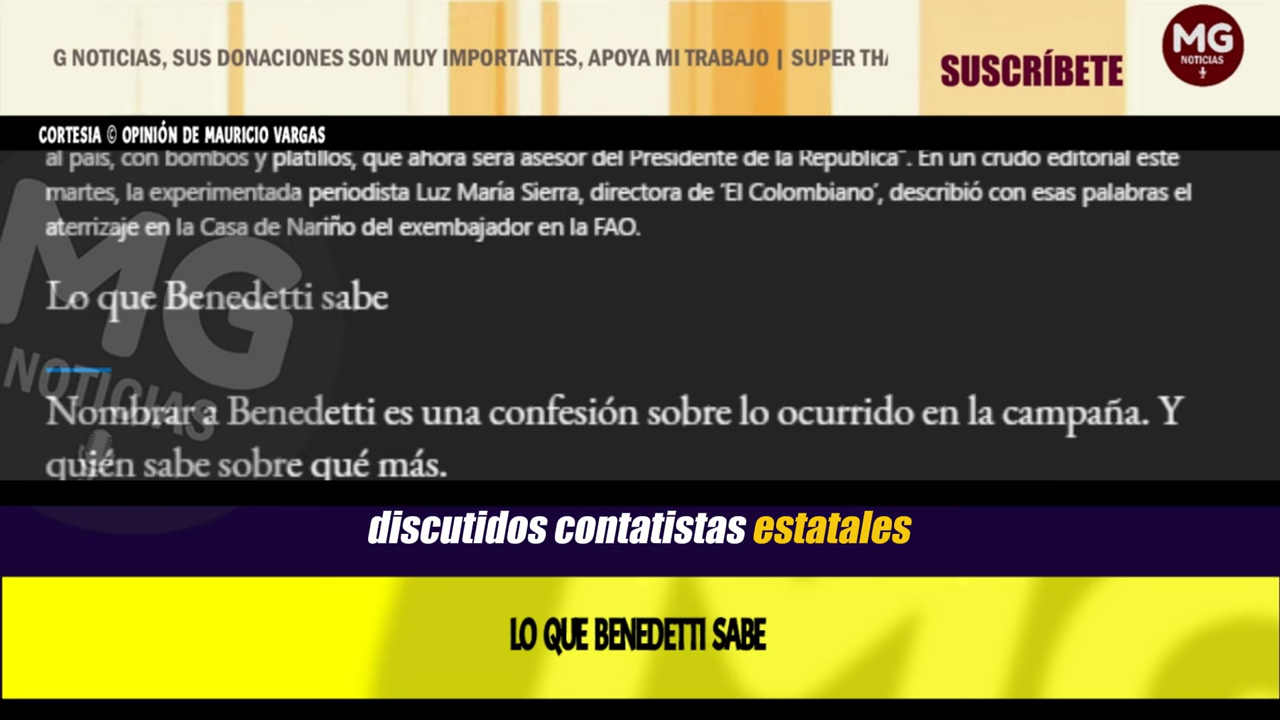 G NOTICIAS, SUS DONACIONES SON MUY IMPORTANTES, APOYA MI TRABAJO | SUPER
SUSCRÍBETE
MG
NOTICIAS
CORTESIA © OPINIÓN DE MAURICIO VARGAS
al país, con bombos y platillos, que ahora será asesor del Presidente de la República”. En un crudo editorial este
martes, la experimentada periodista Luz María Sierra, directora de ‘El Colombiano’, describió con esas palabras el
aterrizaje en la Casa de Nariño del exembajador en la FAO.
Lo que Benedetti sabe
MG
NOTICIAS
Nombrar a Benedetti es una confesión sobre lo ocurrido en la campaña. Y
quién sabe sobre qué más.
discutidos contatistas estatales
LO QUE BENEDETTI SABE